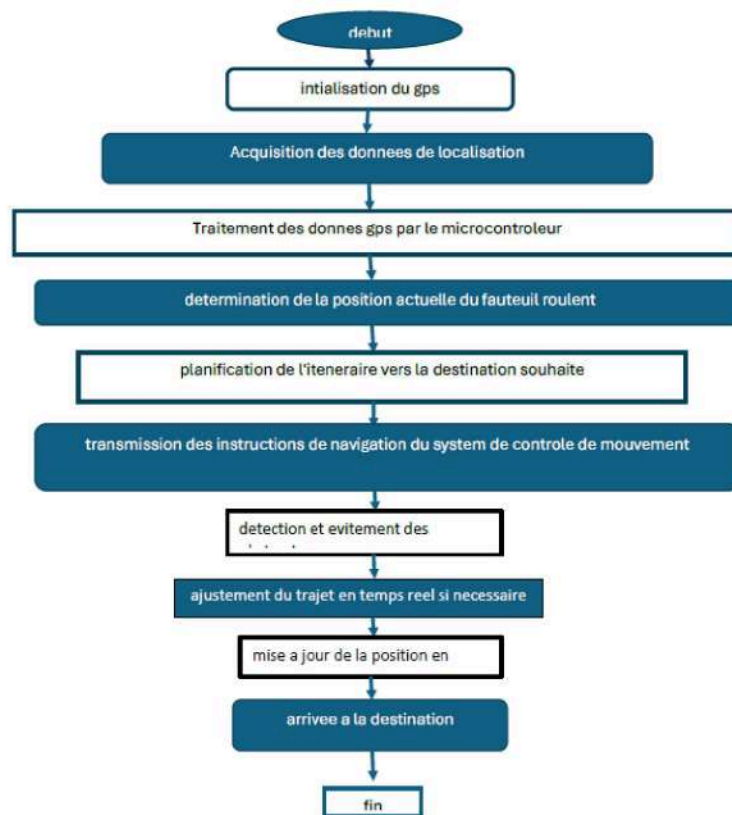 debut
intialisation du gps
Acquisition des donnees de localisation
Traitement des donnes gps par le microcontroleur
determination de la position actuelle du fauteuil roulent
planification de l'iteneraire vers la destination souhaite
transmission des instructions de navigation du system de controle de mouvement
detection et evitement des
ajustement du trajet en temps reel si necessaire
mise a jour de la position en
arrivee a la destination
fin